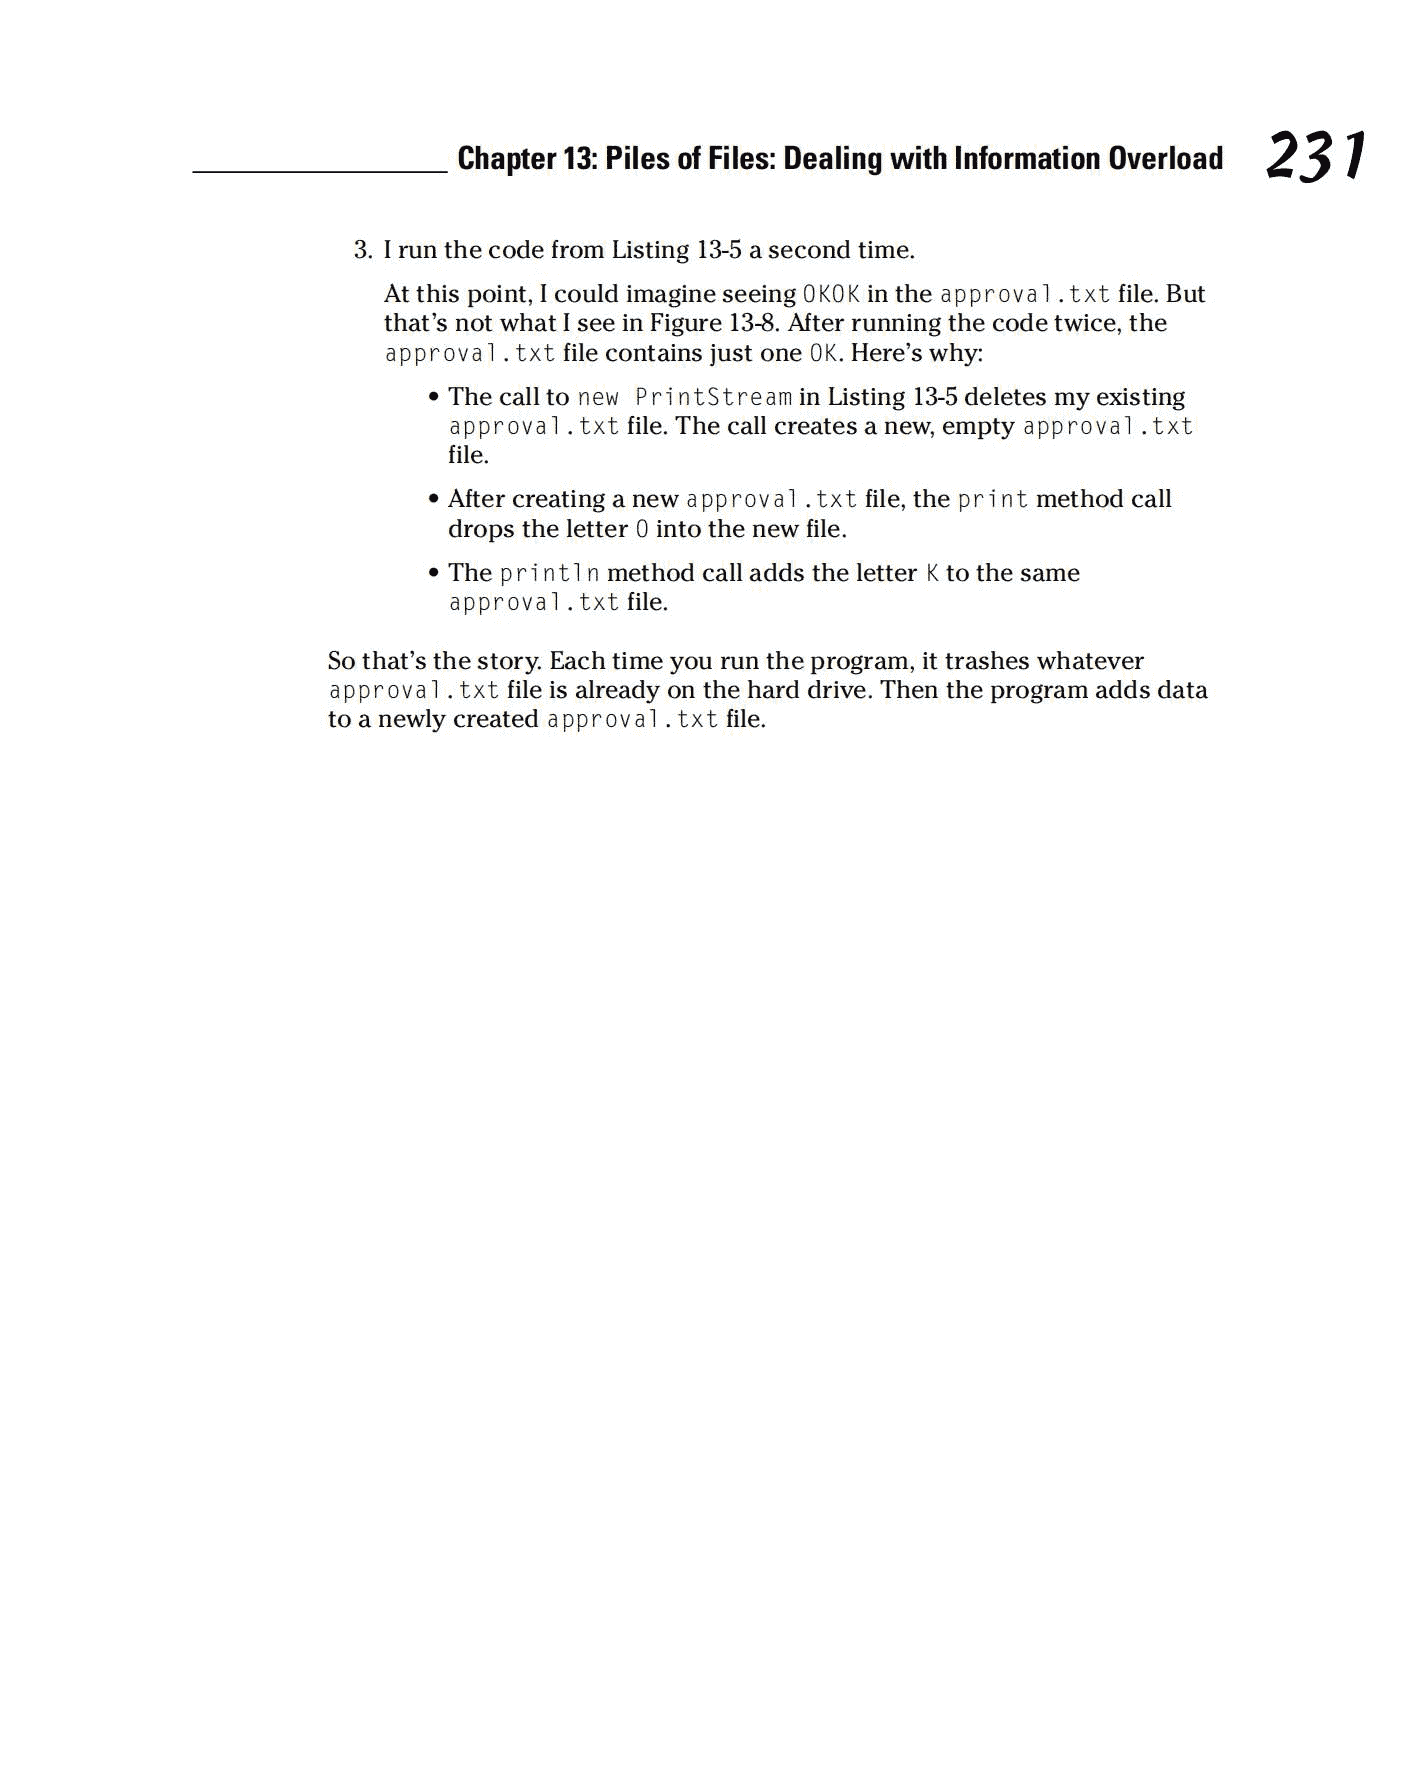 Chapter 13: Piles of Files: Dealing with Information Overload 231
3. I run the code from Listing 13-5 a second time.
At this point, I could imagine seeing OKOK in the approval.txt file. But
that’s not what I see in Figure 13-8. After running the code twice, the
approval.txt file contains just one OK. Here’s why:
• The call to new PrintStream in Listing 13-5 deletes my existing
approval.txt file. The call creates a new, empty approval.txt
file.
• After creating a new approval.txt file, the print method call
drops the letter O into the new file.
• The println method call adds the letter K to the same
approval.txt file.
So that’s the story. Each time you run the program, it trashes whatever
approval.txt file is already on the hard drive. Then the program adds data
to a newly created approval.txt file.